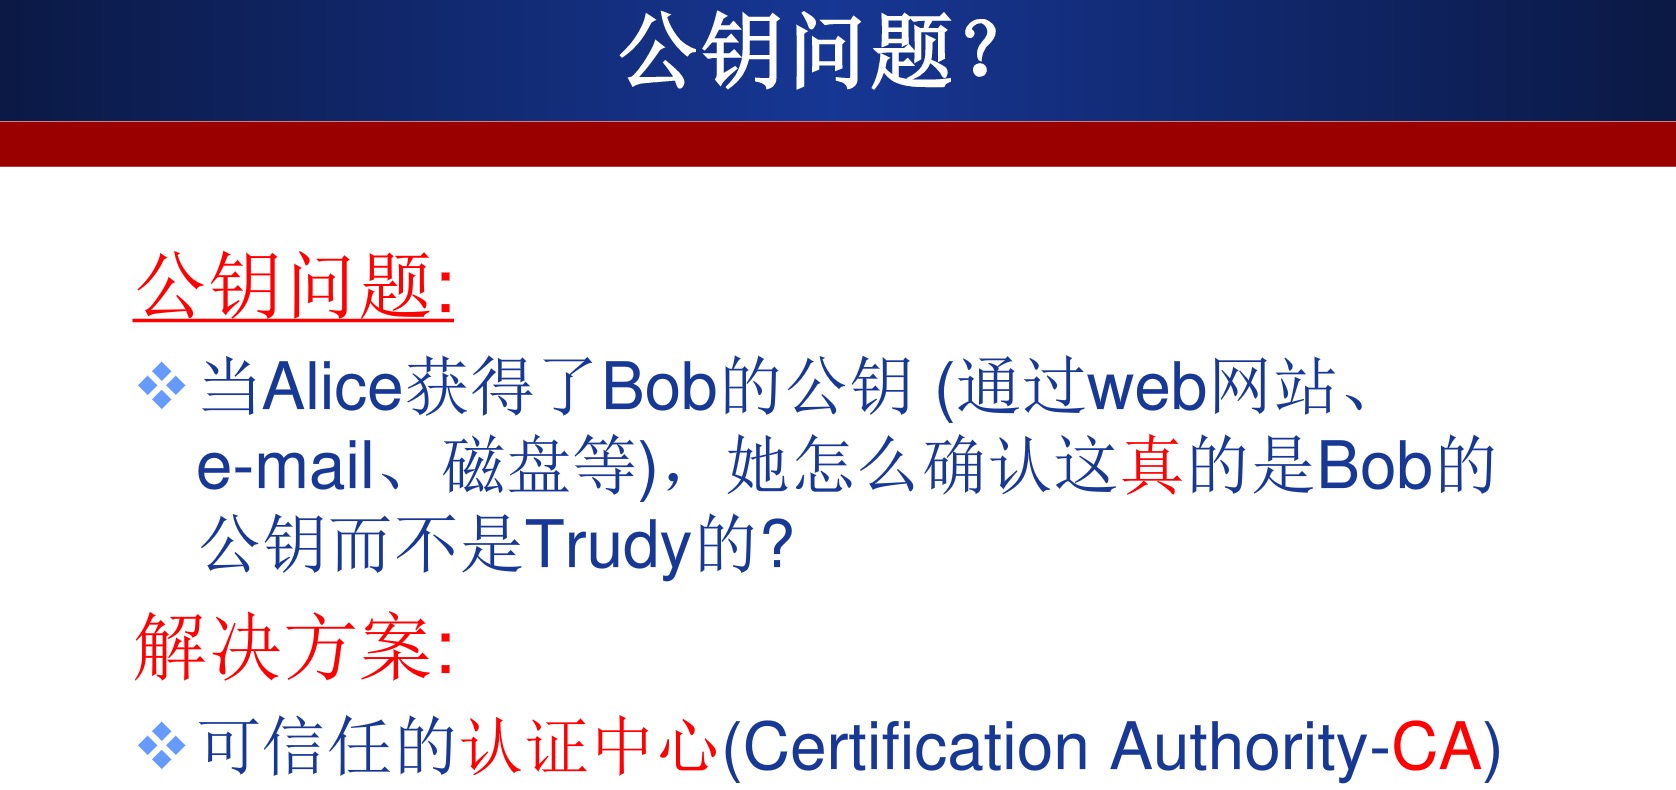 公钥问题？
公钥问题:
当Alice获得了Bob的公钥 (通过web网站、
e-mail、磁盘等)，她怎么确认这真的是Bob的
公钥而不是Trudy的?
解决方案:
可信任的认证中心(Certification Authority-CA)